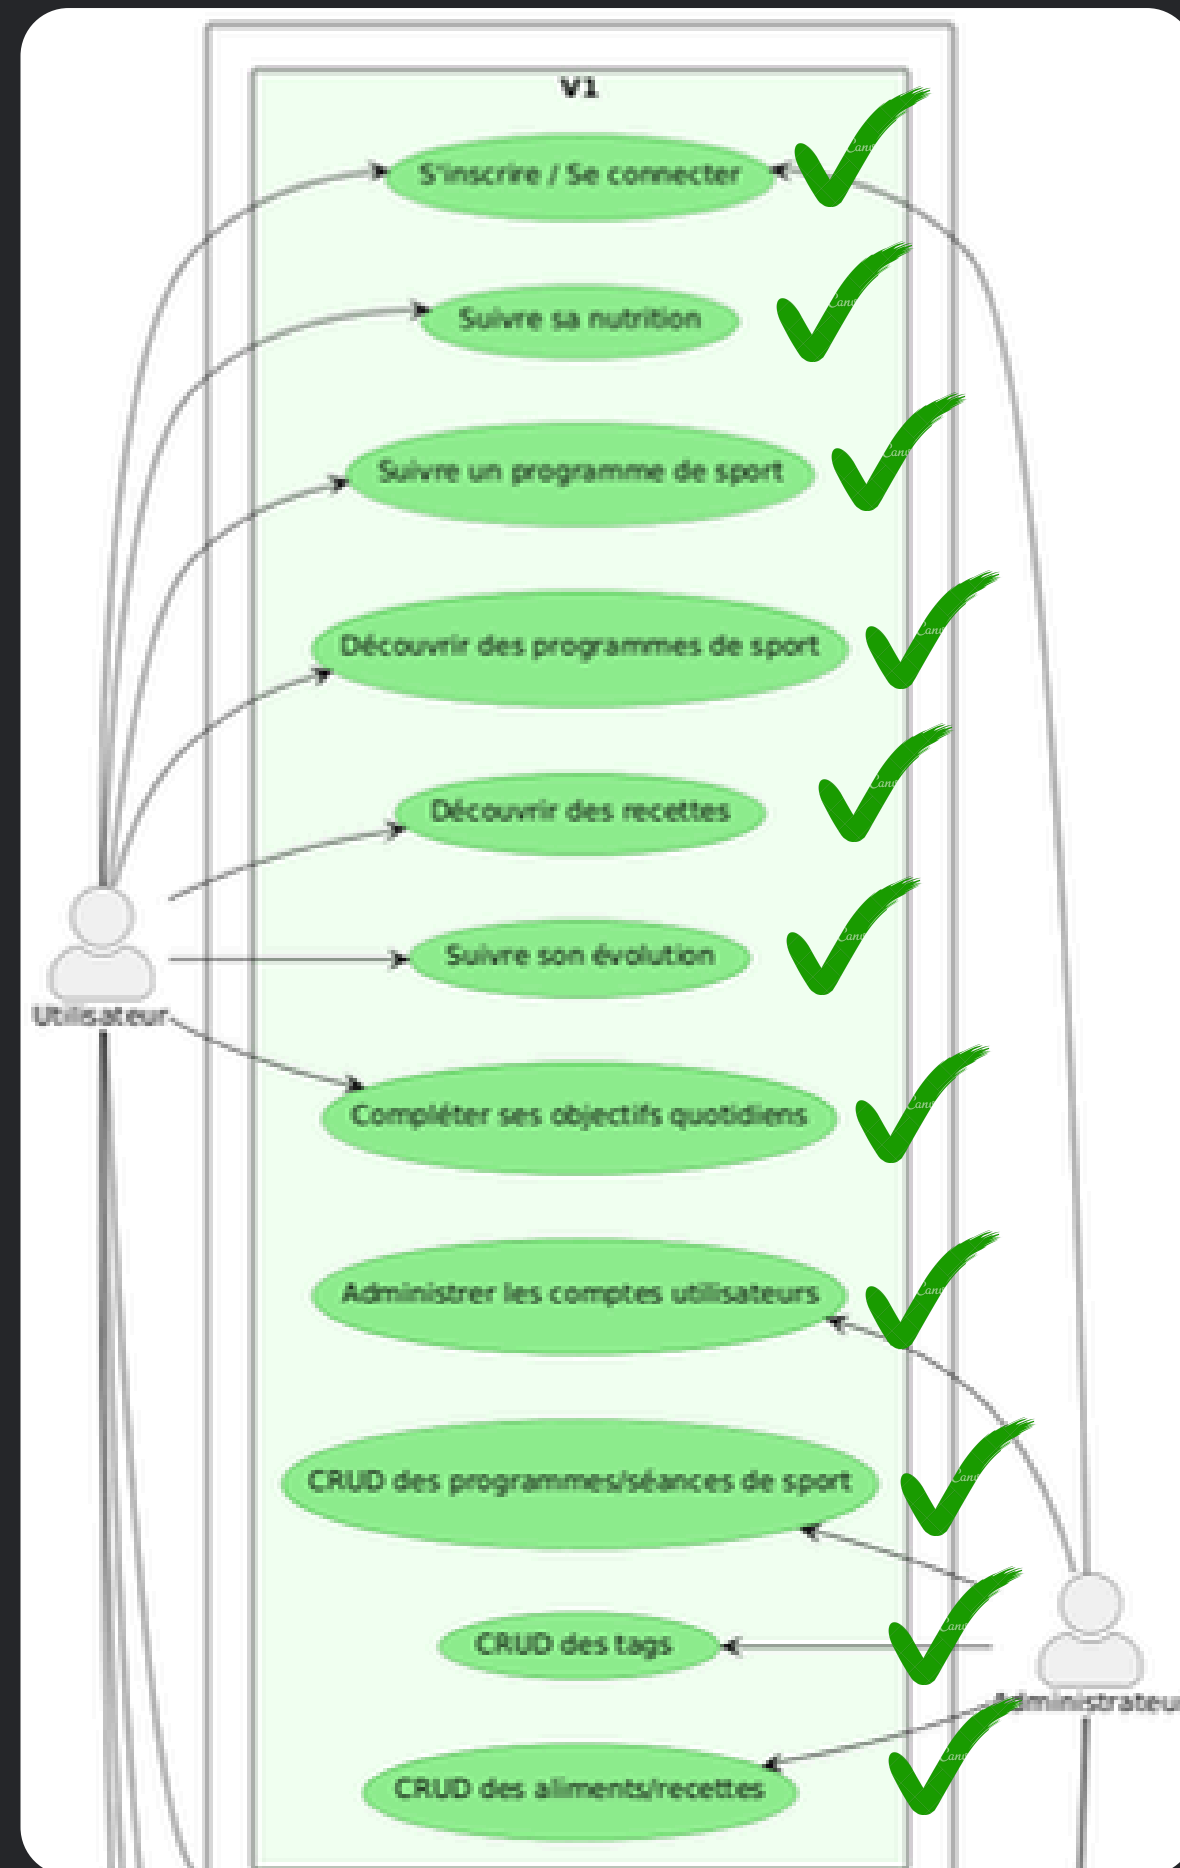 V1
S'inscrire / Se connecter
Suivre sa nutrition
Suivre un programme de sport
Découvrir des programmes de sport
Découvrir des recettes
Suivre son évolution
Utilisateur
Compléter ses objectifs quotidiens
Administrer les comptes utilisateurs
CRUD des programmes/séances de sport
CRUD des tags
Administrateur
CRUD des aliments/recettes